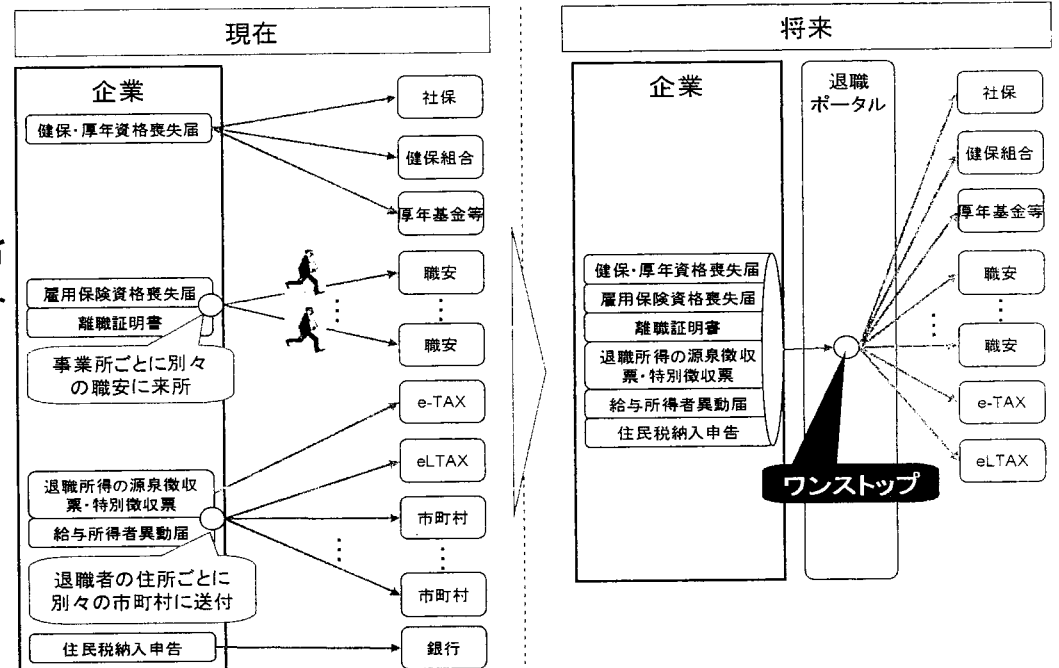 現在
企業
健保・厚年資格喪失届
社保
健保組合
厚年基金等
雇用保険資格喪失届
離職証明書
職安
職安
事業所ごとに別々
の職安に来所
e-TAX
eLTAX
退職所得の源泉徴収
票・特別徴収票
給与所得者異動届
市町村
市町村
退職者の住所ごとに
別々の市町村に送付
住民税納入申告
銀行
将来
企業
退職
ポータル
健保・厚年資格喪失届
雇用保険資格喪失届
離職証明書
退職所得の源泉徴収
票・特別徴収票
給与所得者異動届
住民税納入申告
ワンストップ
社保
健保組合
厚年基金等
職安
職安
e-TAX
eLTAX